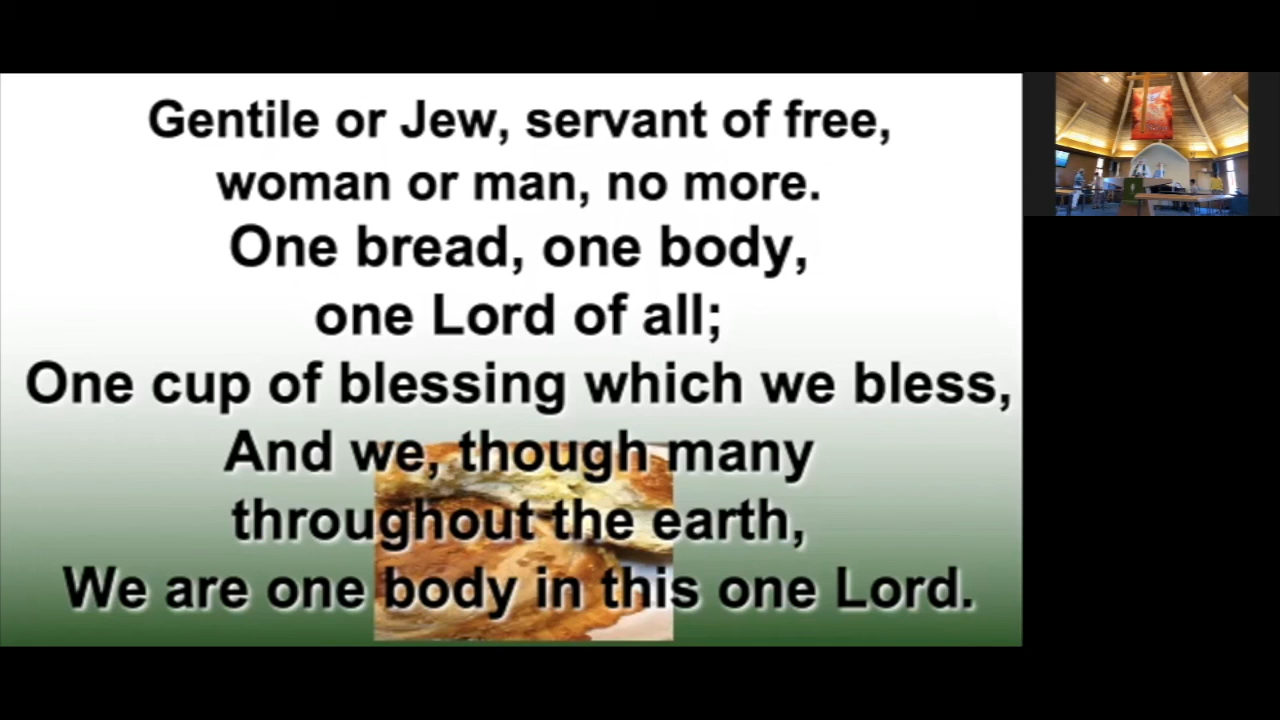 Gentile or Jew, servant of free,
woman or man, no more.
One bread, one body,
one Lord of all;
One cup of blessing which we bless,
And we, though many
throughout the earth,
We are one body in this one Lord.